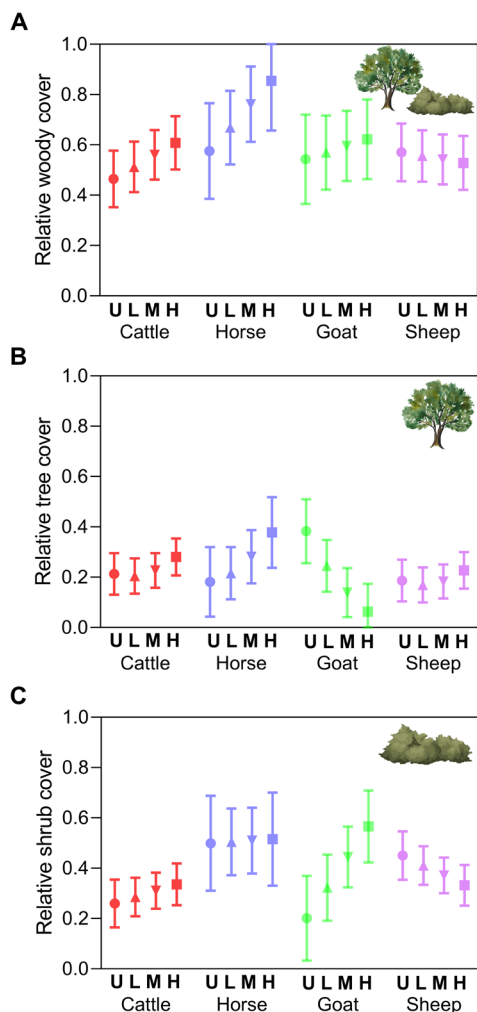 A
Relative woody cover
1.0
0.8
0.6
0.4
0.2
0.0
U L M H U L M H U L M H U L M H
Cattle Horse Goat Sheep
B
Relative tree cover
1.0
0.8
0.6
0.4
0.2
0.0
U L M H U L M H U L M H U L M H
Cattle Horse Goat Sheep
C
Relative shrub cover
1.0
0.8
0.6
0.4
0.2
0.0
U L M H U L M H U L M H U L M H
Cattle Horse Goat Sheep